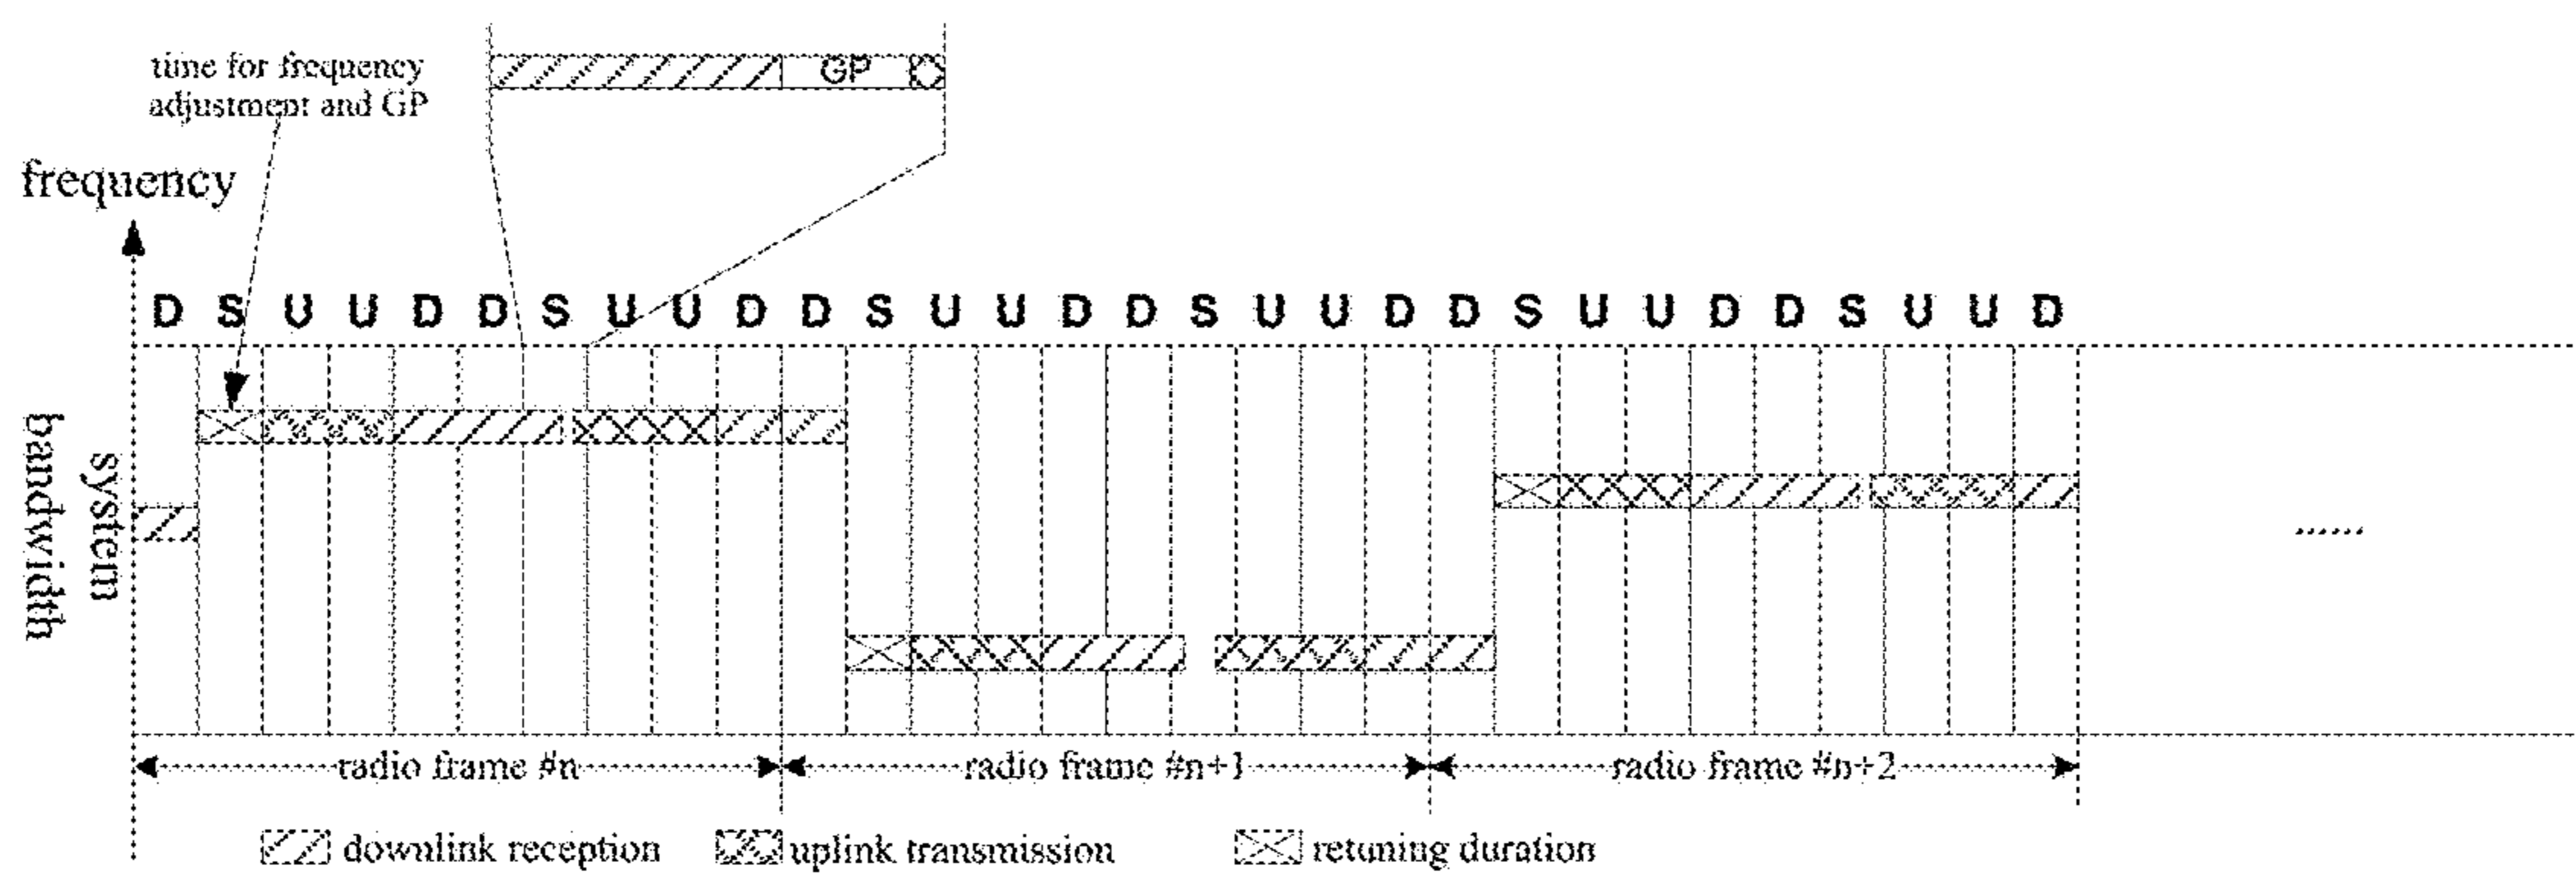 time for frequency
adjustment and GP
GP
frequency
D S U U D D S U U D D S U U D D S U U D D S U U D D S U U D
system
bandwidth
......
radio frame #n
radio frame #n+1
radio frame #n+2
downlink reception
uplink transmission
retuning duration